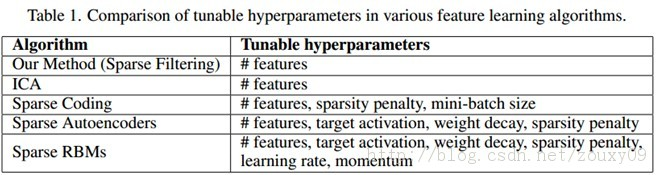 Table 1. Comparison of tunable hyperparameters in various feature learning algorithms.
Algorithm Tunable hyperparameters
Our Method (Sparse Filtering) # features
ICA # features
Sparse Coding # features, sparsity penalty, mini-batch size
Sparse Autoencoders # features, target activation, weight decay, sparsity penalty
Sparse RBMs # features, target activation, weight decay, sparsity penalty,
learning rate, momentum
http://blog.csdn.net/zouxy09